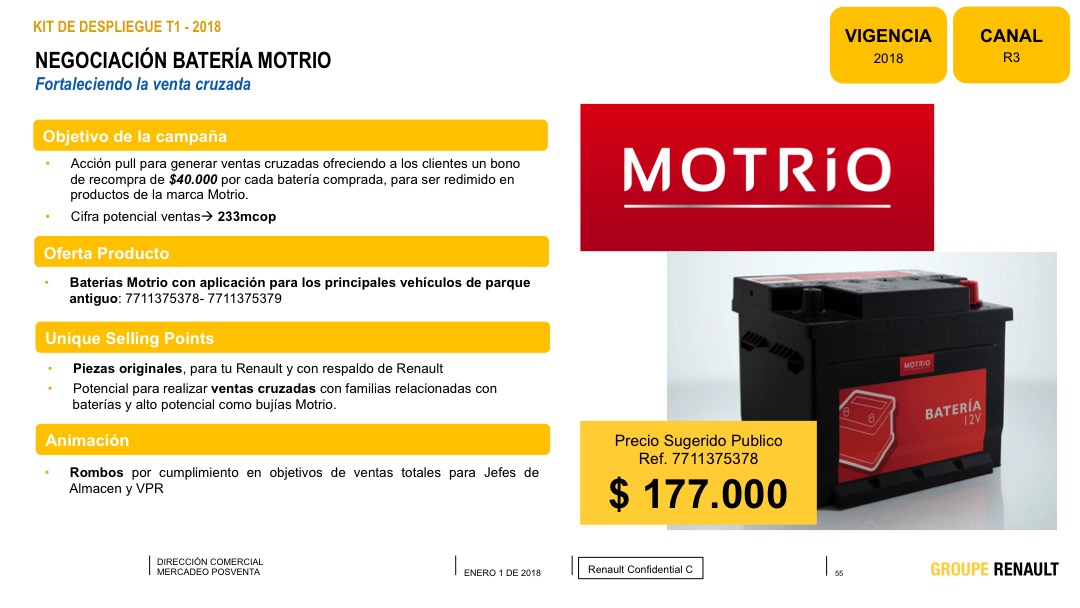 KIT DE DESPLIEGUE T1 - 2018
NEGOCIACIÓN BATERÍA MOTRIO
Fortaleciendo la venta cruzada
VIGENCIA
2018
CANAL
R3
Objetivo de la campaña
• Acción pull para generar ventas cruzadas ofreciendo a los clientes un bono
de recompra de $40.000 por cada batería comprada, para ser redimido en
productos de la marca Motrio.
• Cifra potencial ventas→ 233mcop
Oferta Producto
• Baterías Motrio con aplicación para los principales vehículos de parque
antiguo: 7711375378- 7711375379
Unique Selling Points
• Piezas originales, para tu Renault y con respaldo de Renault
• Potencial para realizar ventas cruzadas con familias relacionadas con
baterías y alto potencial como bujías Motrio.
Animación
• Rombos por cumplimiento en objetivos de ventas totales para Jefes de
Almacen y VPR
MOTRiO
MOTRiO
BATERÍA
12V
Precio Sugerido Publico
Ref. 7711375378
$ 177.000
DIRECCIÓN COMERCIAL
MERCADEO POSVENTA
ENERO 1 DE 2018
Renault Confidential C
55
GROUPE RENAULT